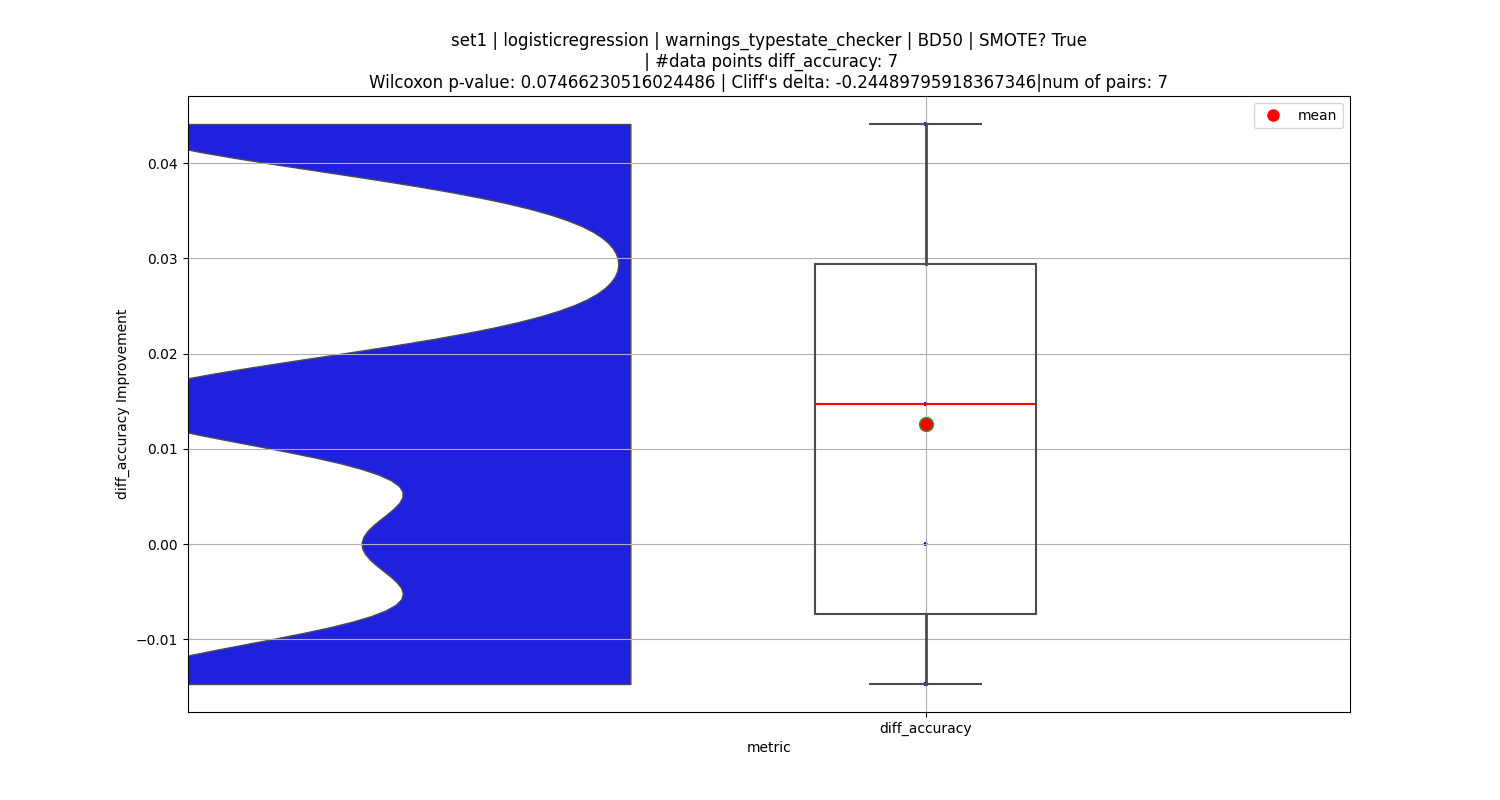 set1 | logisticregression | warnings_typestate_checker | BD50 | SMOTE? True
| #data points diff_accuracy: 7
Wilcoxon p-value: 0.07466230516024486 | Cliff's delta: -0.24489795918367346|num of pairs: 7
mean
0.04
0.03
0.02
0.01
0.00
−0.01
diff_accuracy Improvement
diff_accuracy
metric